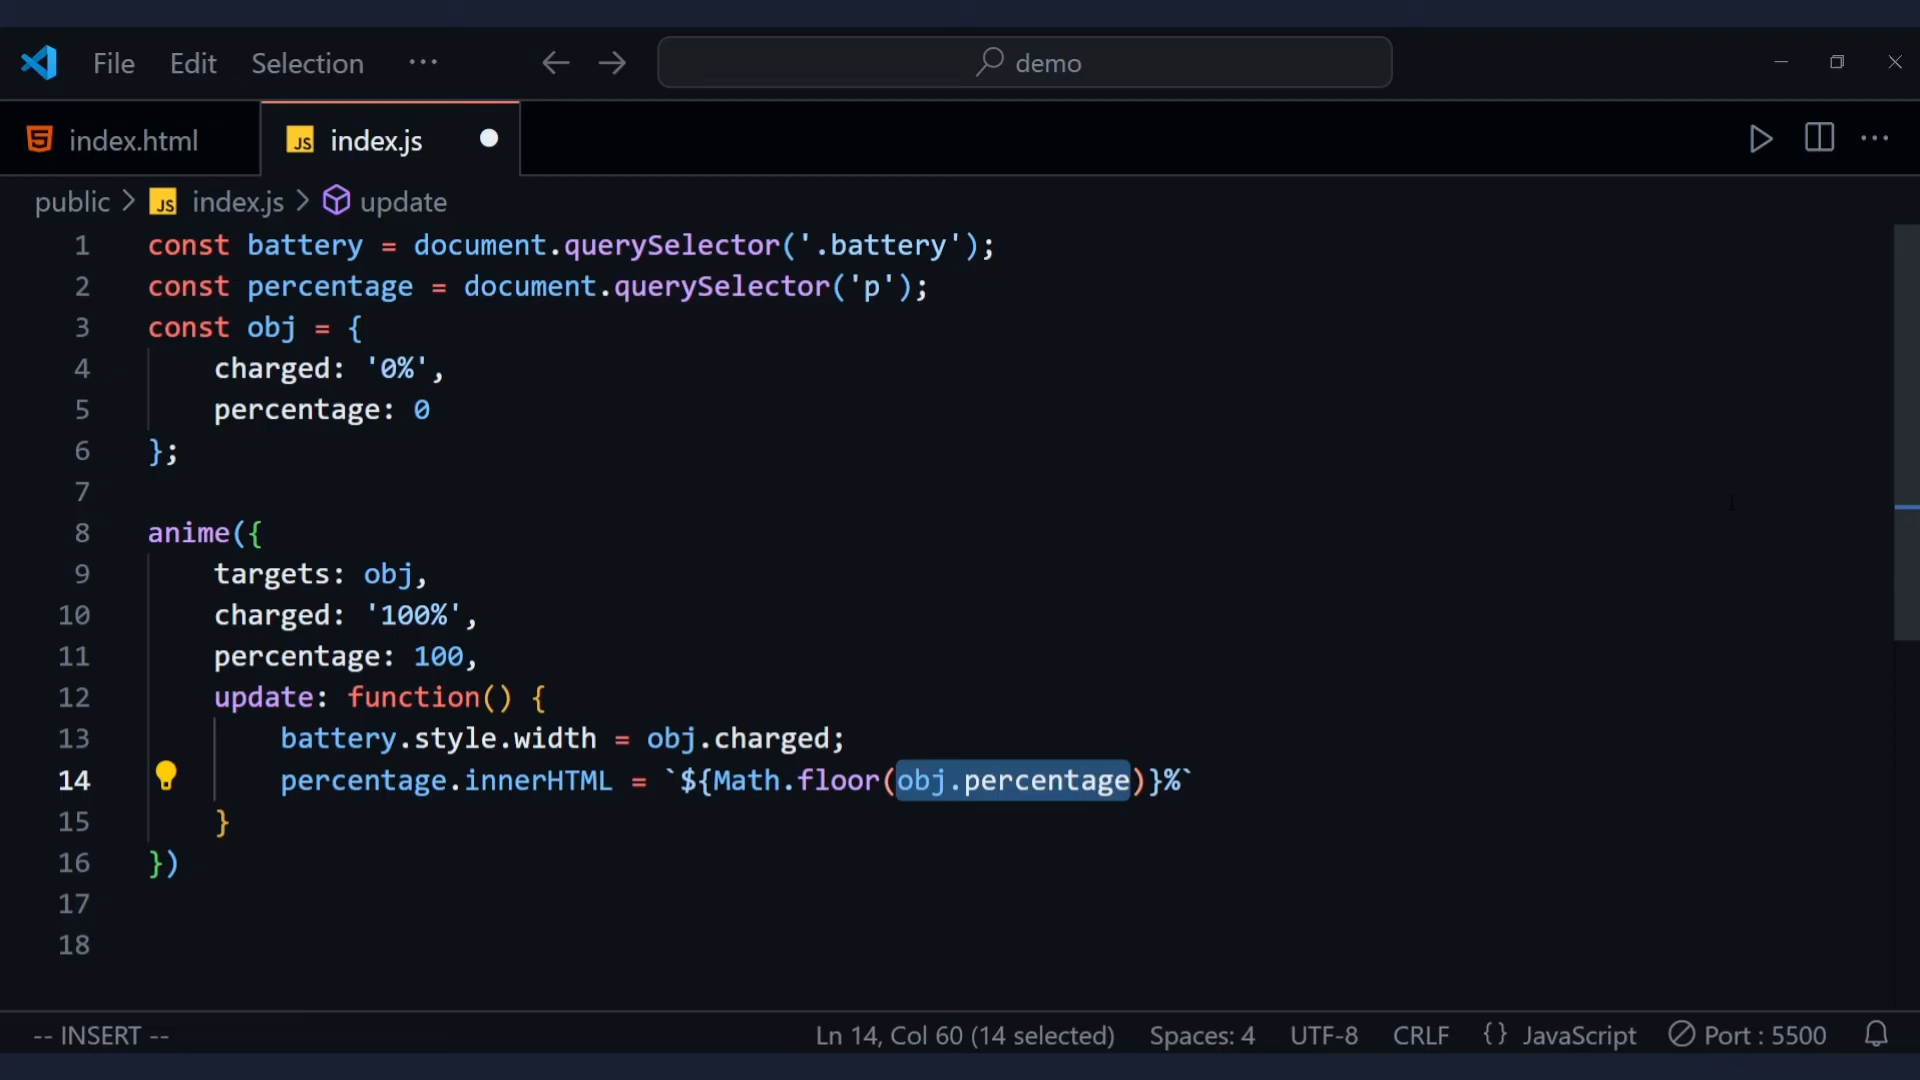 File Edit Selection ··· demo
index.html JS index.js
public > JS index.js > update
1 const battery = document.querySelector('.battery');
2 const percentage = document.querySelector('p');
3 const obj = {
4     charged: '0%',
5     percentage: 0
6 };
7
8 anime({
9     targets: obj,
10     charged: '100%',
11     percentage: 100,
12     update: function() {
13         battery.style.width = obj.charged;
14         percentage.innerHTML = `${Math.floor(obj.percentage)}%`
15     }
16 })
17
18
-- INSERT -- Ln 14, Col 60 (14 selected) Spaces: 4 UTF-8 CRLF {} JavaScript Port : 5500